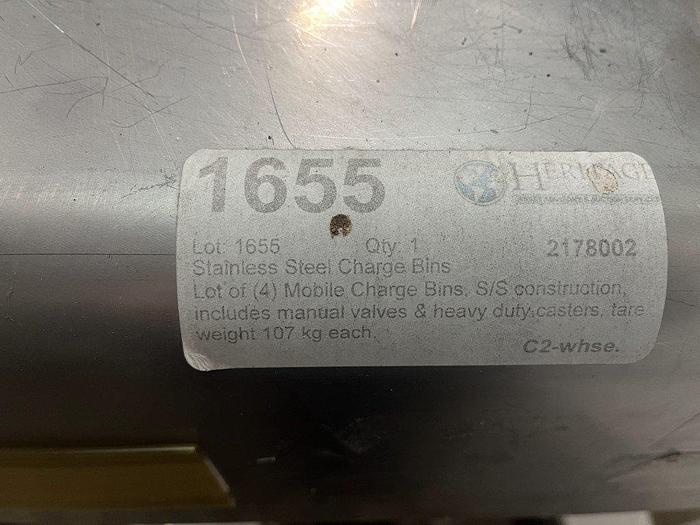 1655
HERITAGE
Lot: 1655 Qty: 1 2178002
Stainless Steel Charge Bins
Lot of (4) Mobile Charge Bins, S/S construction,
includes manual valves & heavy duty casters, tare
weight 107 kg each.
C2-whse.